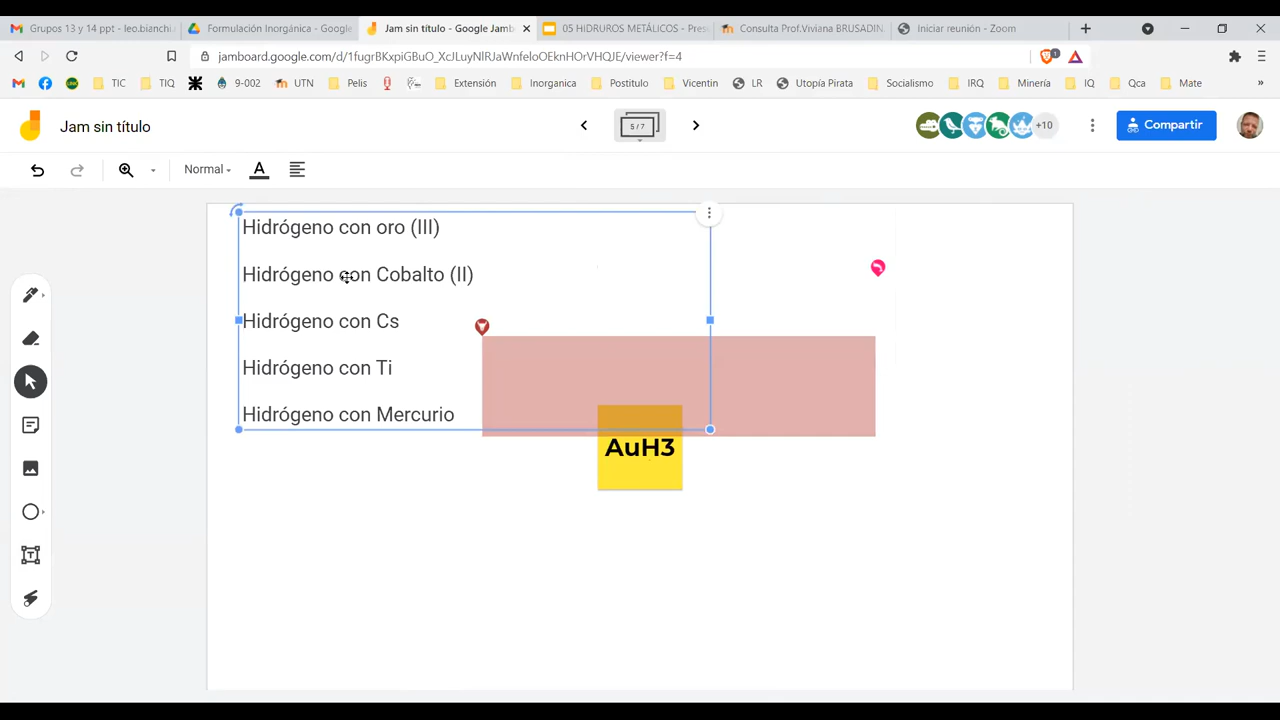 Grupos 13 y 14 ppt - leo.bianchi
Formulación Inorgánica - Google
Jam sin título - Google Jamb
05 HIDRUROS METÁLICOS - Pres
Consulta Prof.Viviana BRUSADIN
Iniciar reunión - Zoom
jamboard.google.com/d/1fuqrBKxpiGBuO_XcJLuyNlRJaWnfeloOEknHOrVHQJE/viewer?f=4
1
TIC
TIQ
9-002
UTN
Pelis
Extensión
Inorganica
Postitulo
Vicentin
LR
Utopía Pirata
Socialismo
IRQ
Minería
IQ
Qca
Mate
»
Jam sin título
5 / 7
+10
Compartir
Normal
A
Hidrógeno con oro (III)
Hidrógeno con Cobalto (II)
Hidrógeno con Cs
Hidrógeno con Ti
Hidrógeno con Mercurio
AuH3
T